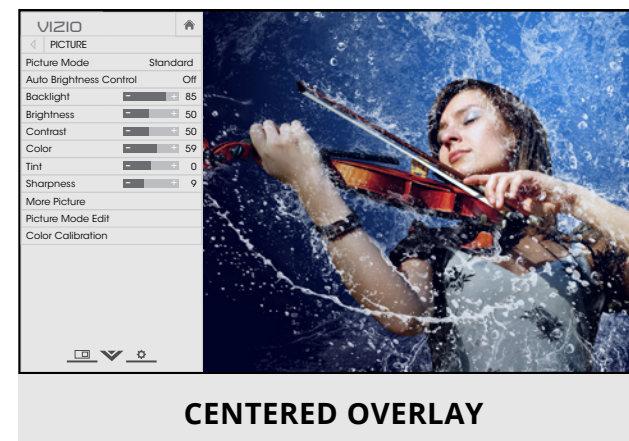 VIZIO
PICTURE
Picture Mode Standard
Auto Brightness Control Off
Backlight - + 85
Brightness - + 50
Contrast - + 50
Color - + 59
Tint - + 0
Sharpness - + 9
More Picture
Picture Mode Edit
Color Calibration
CENTERED OVERLAY